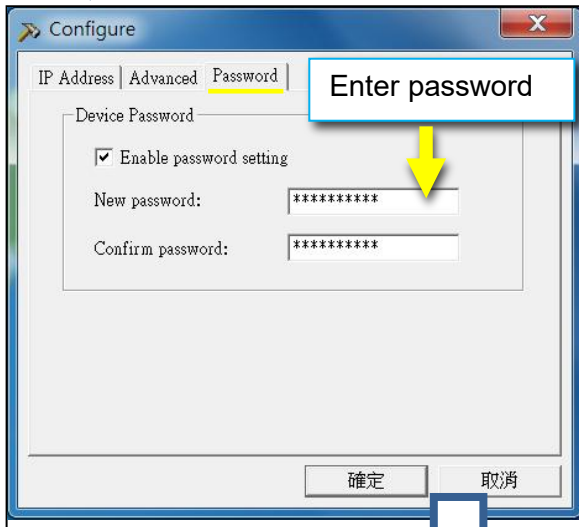 Configure
IP Address Advanced Password
Enter password
Device Password
Enable password setting
New password: **********
Confirm password: **********
確定 取消